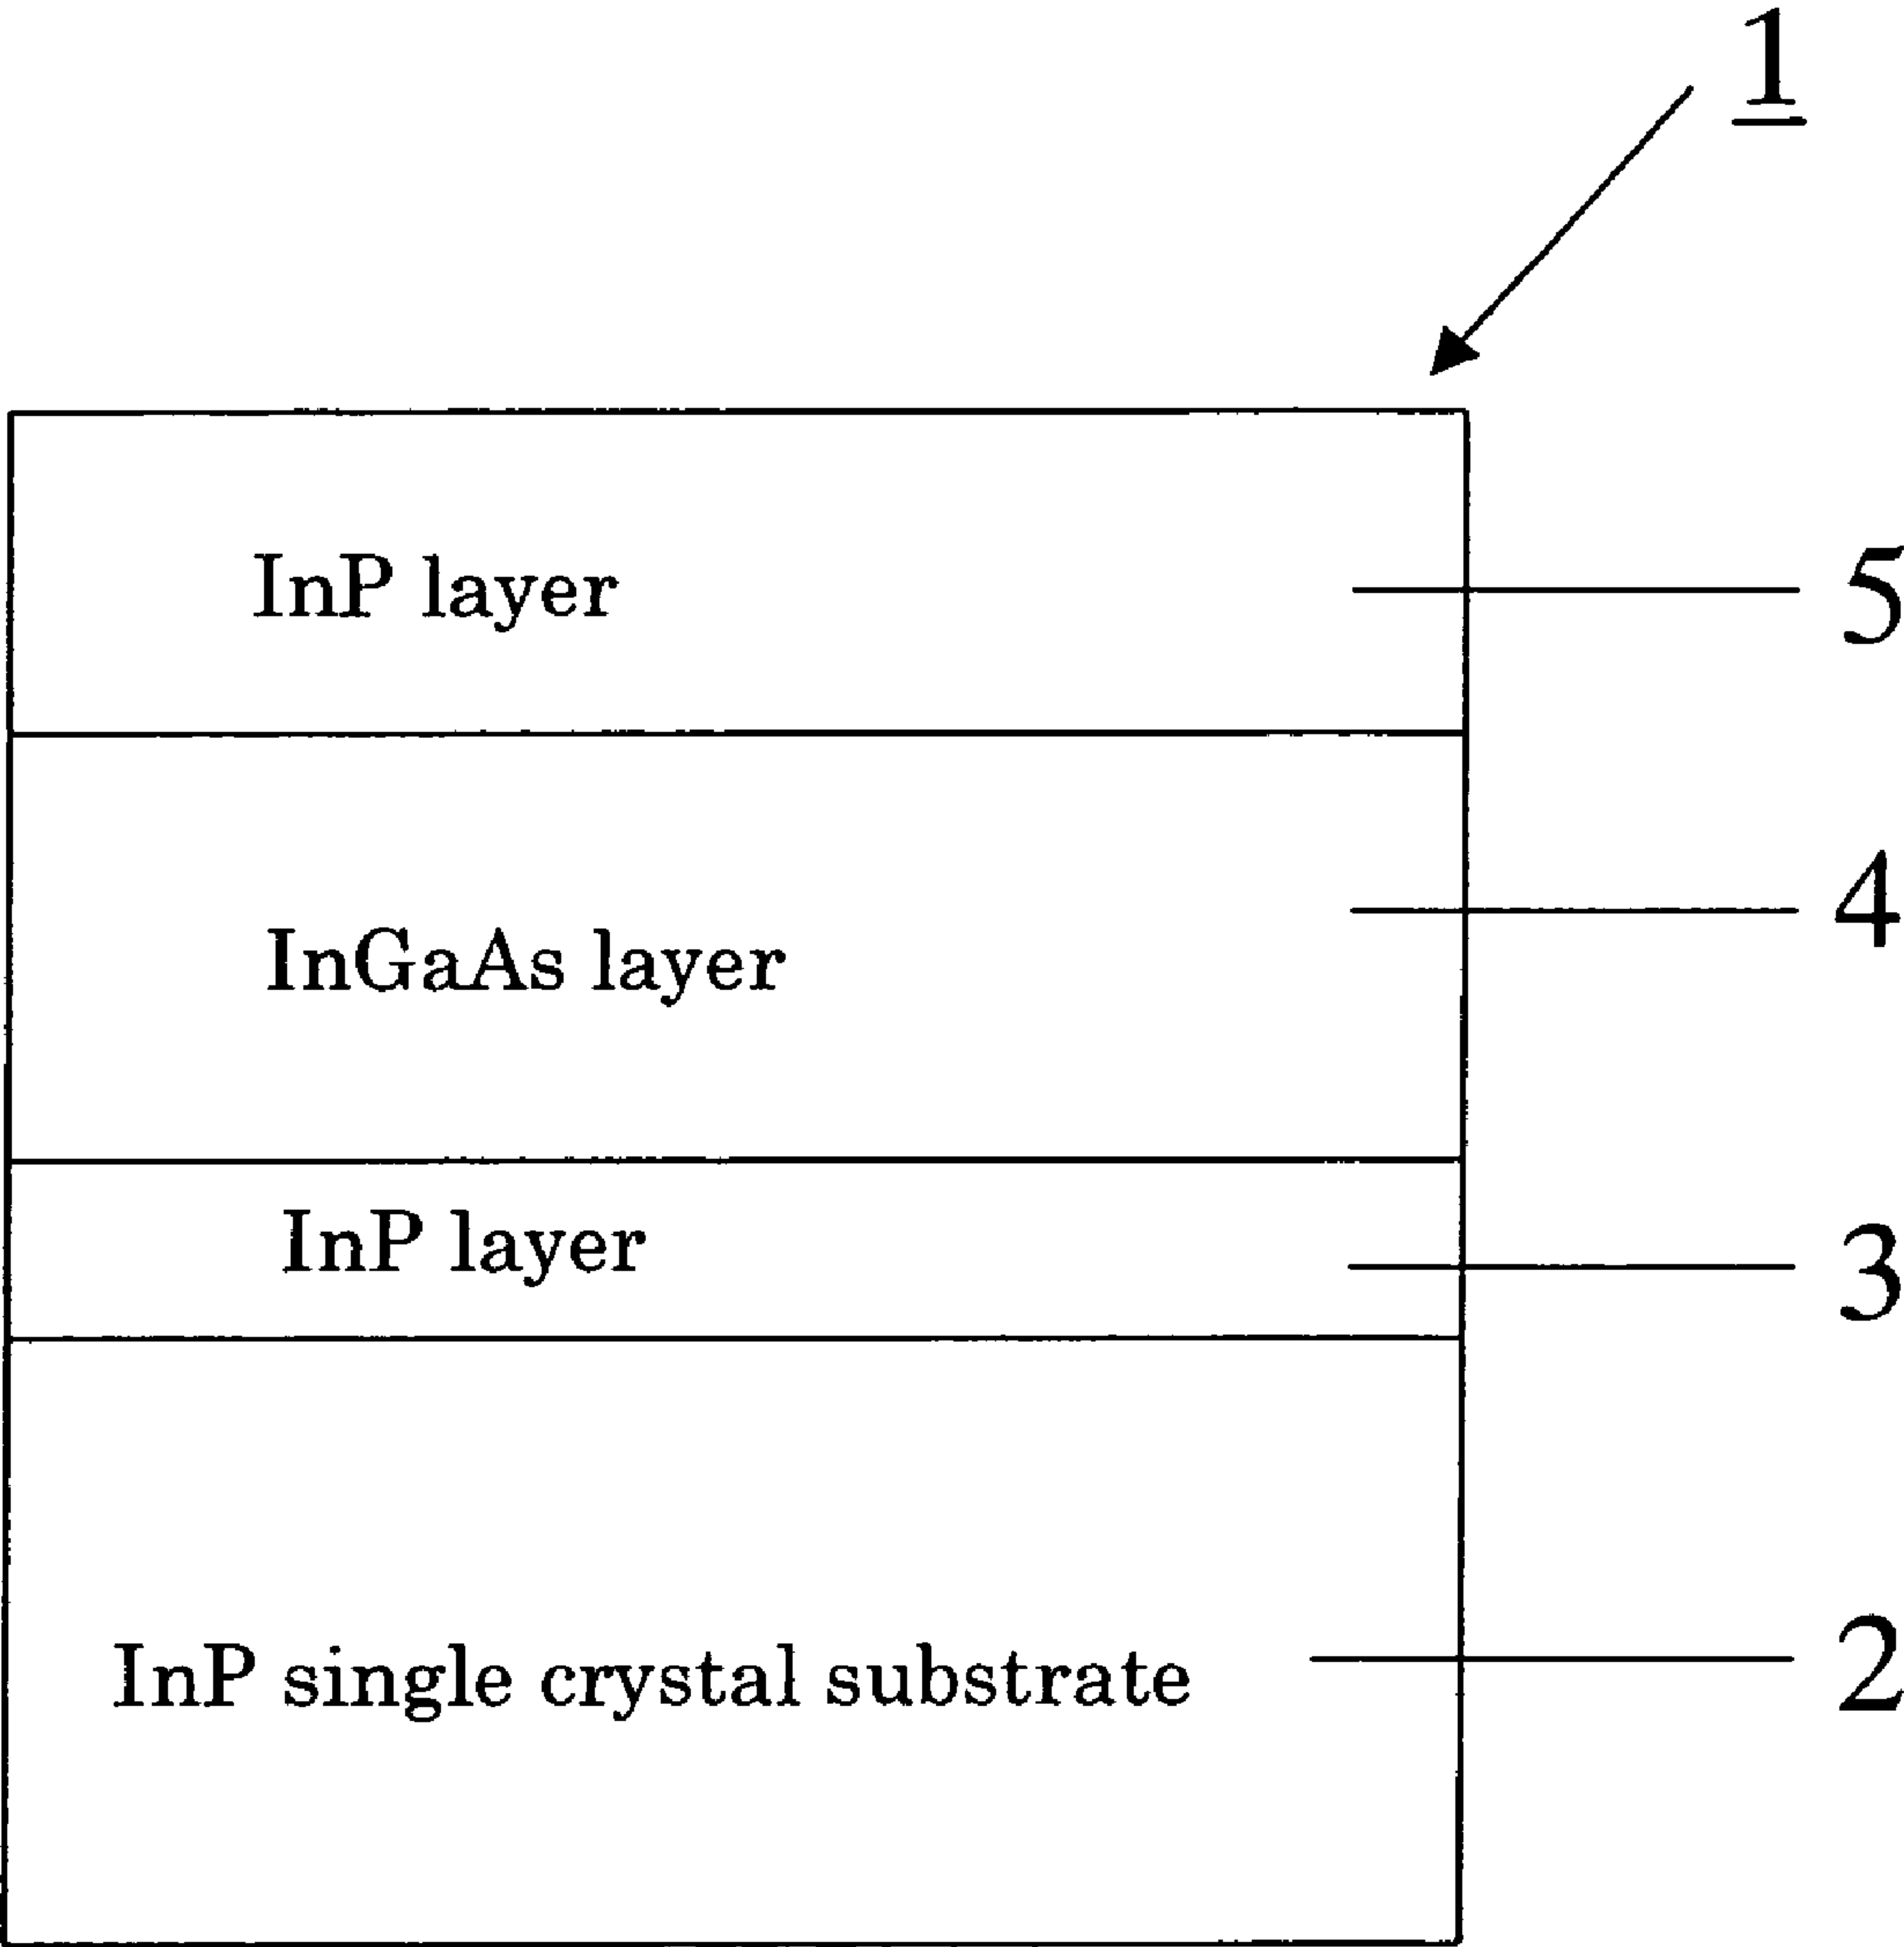 1
InP layer 5
InGaAs layer 4
InP layer 3
InP single crystal substrate 2